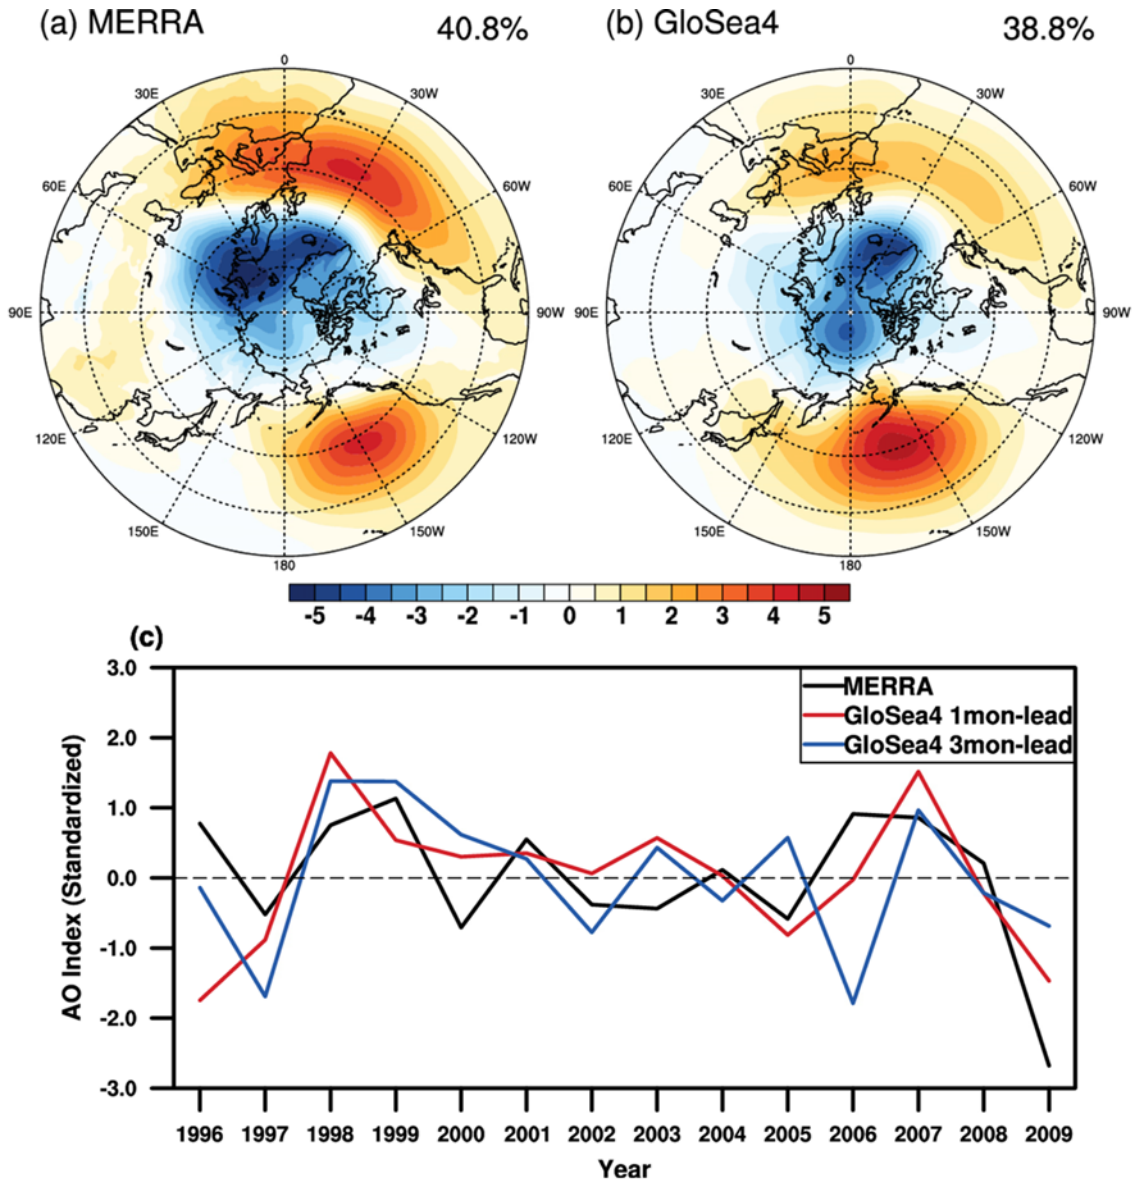 (a) MERRA 40.8% (b) GloSea4 38.8%
0 0
30E 30W 30E 30W
60E 60W 60E 60W
90E 90W 90E 90W
120E 120W 120E 120W
150E 150W 150E 150W
180 180
-5 -4 -3 -2 -1 0 1 2 3 4 5
(c)
3.0
MERRA
GloSea4 1mon-lead
GloSea4 3mon-lead
2.0
1.0
0.0
-1.0
-2.0
-3.0
AO Index (Standardized)
1996 1997 1998 1999 2000 2001 2002 2003 2004 2005 2006 2007 2008 2009
Year